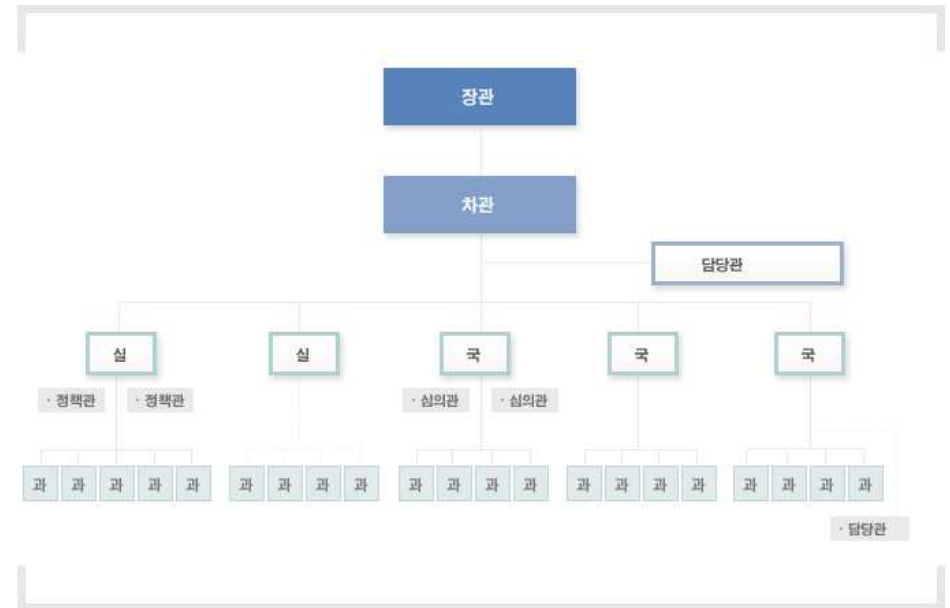 장관
차관
담당관
실 실 국 국 국
· 정책관 · 정책관 · 심의관 · 심의관
과 과 과 과 과 과 과 과 과 과 과 과 과 과 과 과 과 과 과 과 과
· 담당관